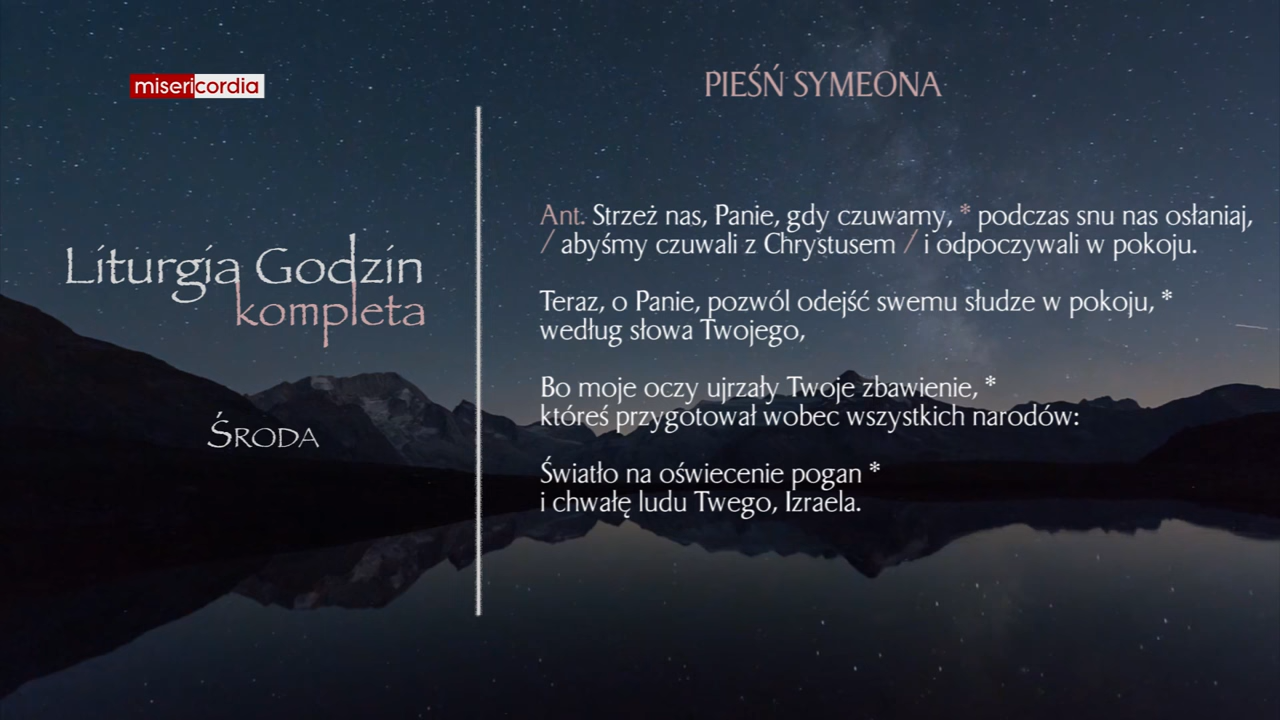 misericordia
Liturgia Godzin
kompleta
Środa
PIEŚŃ SYMEONA
Ant. Strzeż nas, Panie, gdy czuwamy, * podczas snu nas osłaniaj,
/ abyśmy czuwali z Chrystusem / i odpoczywali w pokoju.
Teraz, o Panie, pozwól odejść swemu słudze w pokoju, *
według słowa Twojego,
Bo moje oczy ujrzały Twoje zbawienie, *
któreś przygotował wobec wszystkich narodów:
Światło na oświecenie pogan *
i chwałę ludu Twego, Izraela.